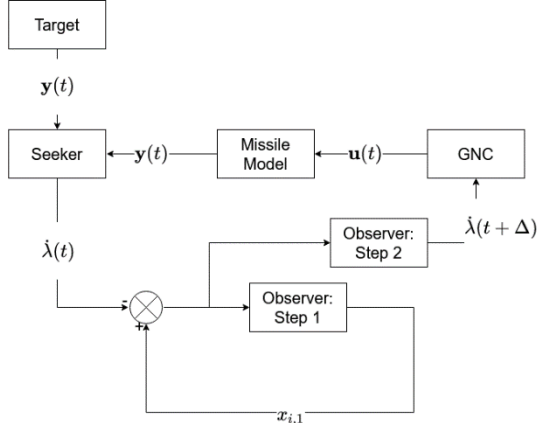 Target
y(t)
Seeker
y(t)
Missile
Model
u(t)
GNC
λ̇(t)
Observer:
Step 2
λ̇(t + Δ)
-
+
Observer:
Step 1
x_{i,1}